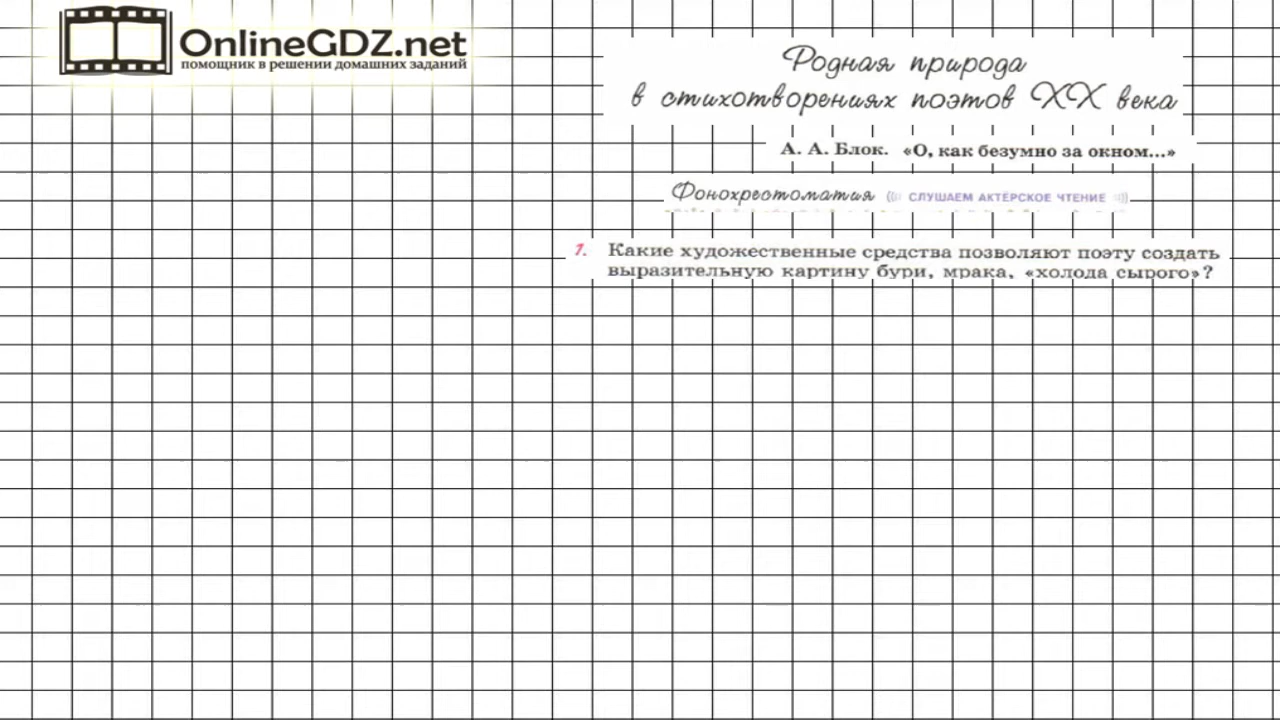 OnlineGDZ.net
помощник в решении домашних заданий
Родная природа
в стихотворениях поэтов XX века
А. А. Блок. «О, как безумно за окном...»
Фонохрестоматия ((( СЛУШАЕМ АКТЁРСКОЕ ЧТЕНИЕ )))
1. Какие художественные средства позволяют поэту создать
выразительную картину бури, мрака, «холода сырого»?